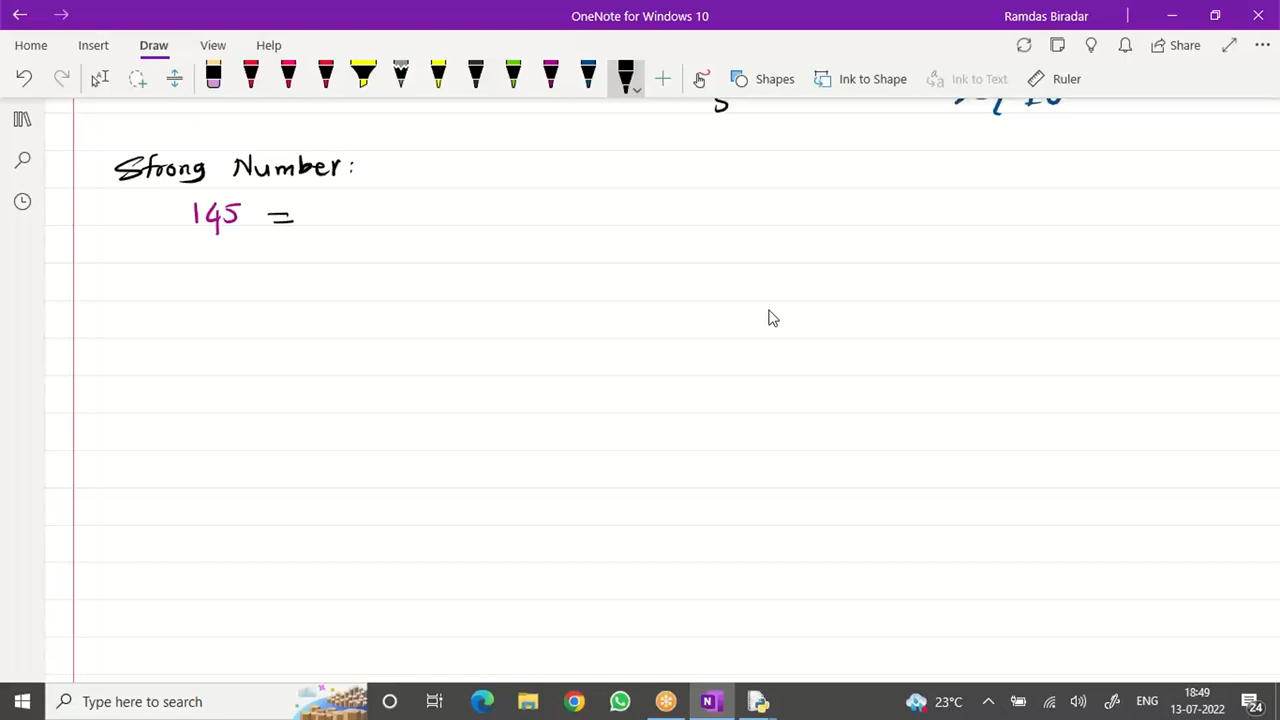 OneNote for Windows 10
Ramdas Biradar
Home Insert Draw View Help
Share
Shapes
Ink to Shape
Ink to Text
Ruler
Strong Number:
145 =
Type here to search
23°C
ENG
18:49
13-07-2022
24